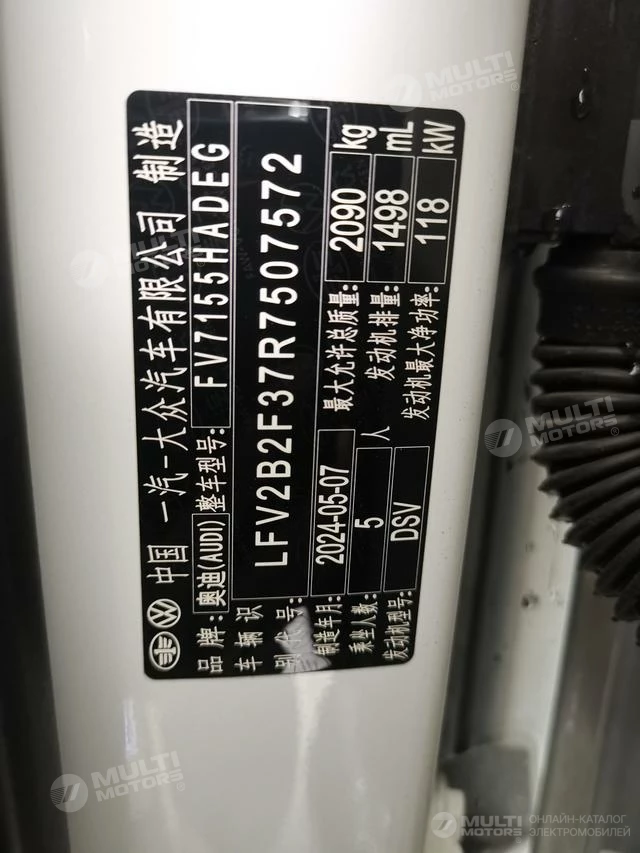 中国 一汽-大众汽车有限公司 制造
品牌: 奥迪(AUDI) 整车型号: FV7155HADEG
车辆识别代号: LFV2B2F37R7507572
制造年月: 2024-05-07 最大允许总质量: 2090 kg
乘坐人数: 5 人 发动机排量: 1498 mL
发动机型号: DSV 发动机最大净功率: 118 kW
MULTI MOTORS®
MULTI MOTORS®
MULTI MOTORS®
MULTI MOTORS®
MULTI MOTORS® ОНЛАЙН-КАТАЛОГ
ЭЛЕКТРОМОБИЛЕЙ